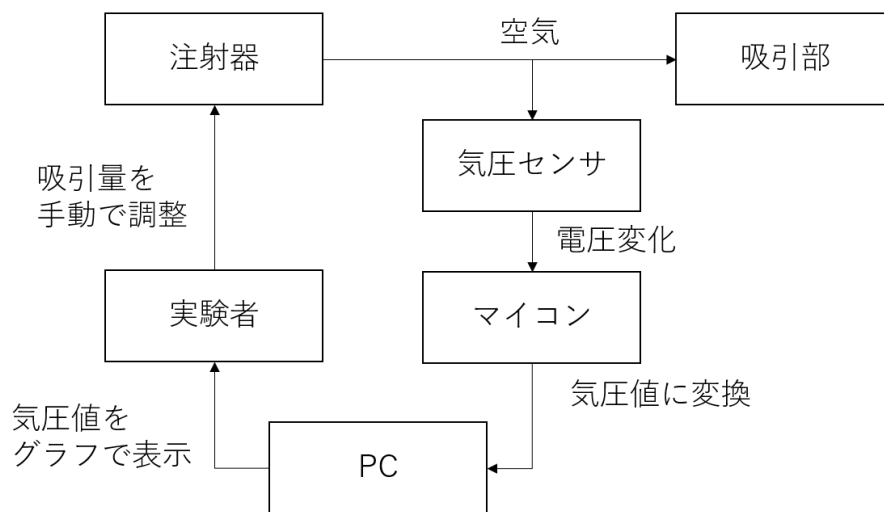 空気
注射器
吸引部
気圧センサ
吸引量を
手動で調整
電圧変化
実験者
マイコン
気圧値に変換
気圧値を
グラフで表示
PC